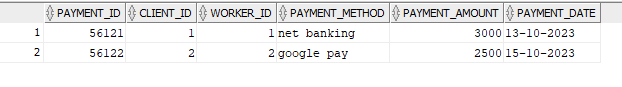 PAYMENT_ID CLIENT_ID WORKER_ID PAYMENT_METHOD PAYMENT_AMOUNT PAYMENT_DATE
1 56121 1 1 net banking 3000 13-10-2023
2 56122 2 2 google pay 2500 15-10-2023